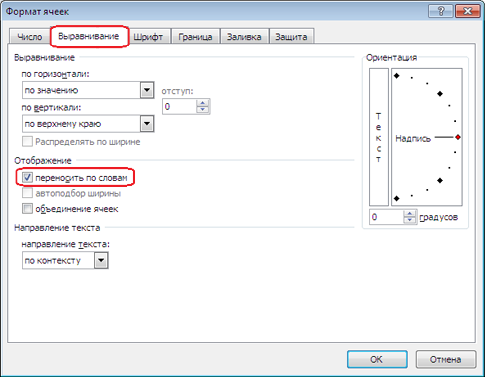 Формат ячеек
Число Выравнивание Шрифт Граница Заливка Защита
Выравнивание
по горизонтали:
по значению
отступ:
по вертикали:
0
по верхнему краю
Распределять по ширине
Отображение
переносить по словам
автоподбор ширины
объединение ячеек
Направление текста
направление текста:
по контексту
Ориентация
Текст
Надпись
0 градусов
ОК Отмена